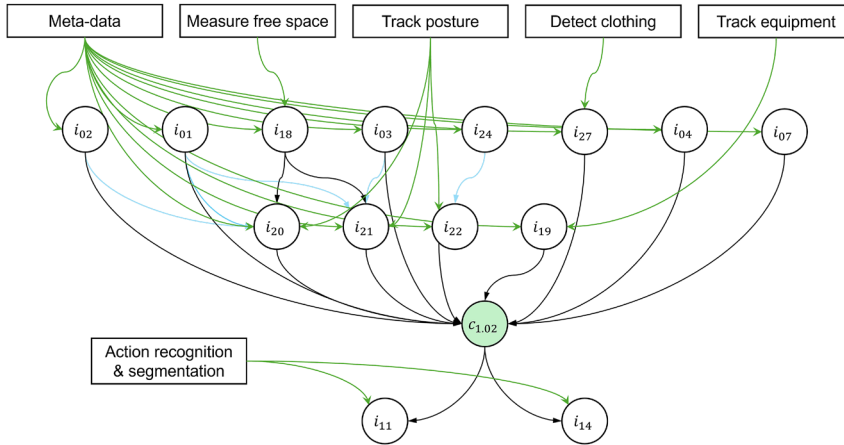 Meta-data
Measure free space
Track posture
Detect clothing
Track equipment
i₀₂
i₀₁
i₁₈
i₀₃
i₂₄
i₂₇
i₀₄
i₀₇
i₂₀
i₂₁
i₂₂
i₁₉
c₁.₀₂
Action recognition
& segmentation
i₁₁
i₁₄